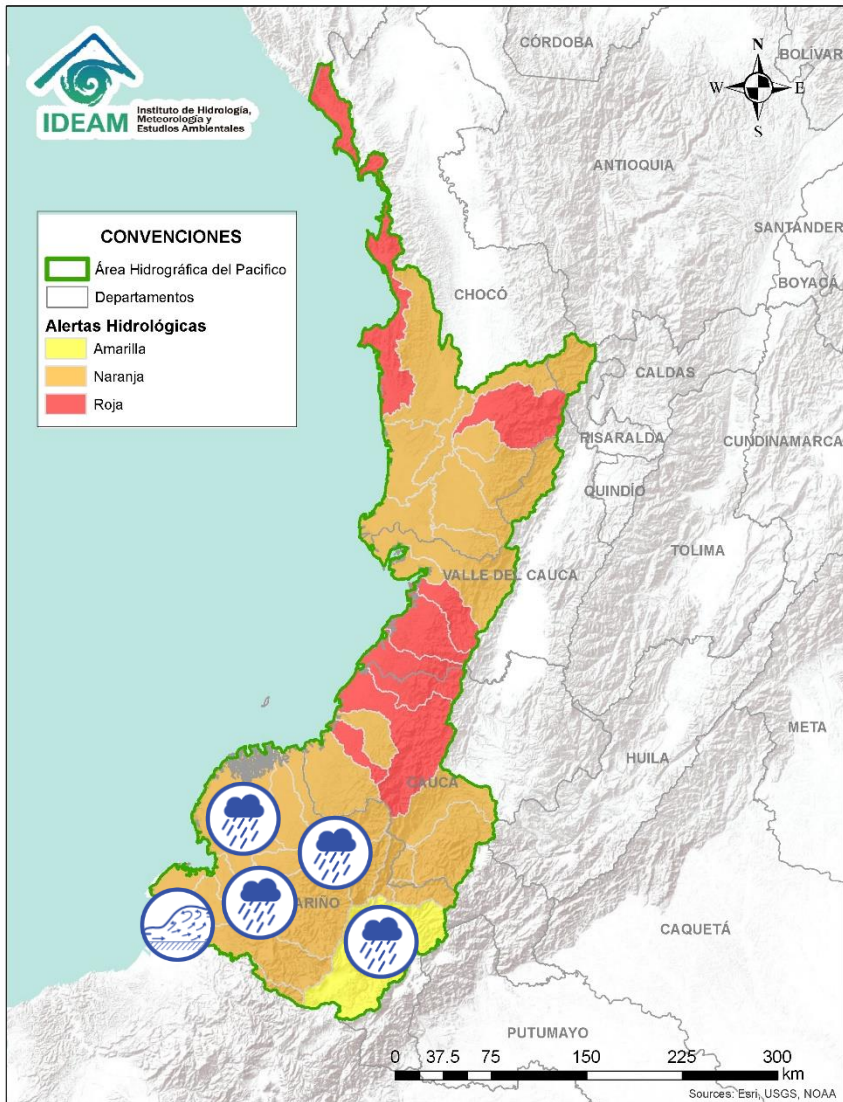 IDEAM
Instituto de Hidrología,
Meteorología y
Estudios Ambientales
CONVENCIONES
Área Hidrográfica del Pacifico
Departamentos
Alertas Hidrológicas
Amarilla
Naranja
Roja
N
W
E
S
CÓRDOBA
BOLÍVAR
ANTIOQUIA
SANTANDER
BOYACÁ
CHOCÓ
CALDAS
RISARALDA
CUNDINAMARCA
QUINDÍO
TOLIMA
VALLE DEL CAUCA
META
HUILA
CAUCA
ARIÑO
CAQUETÁ
PUTUMAYO
0 37.5 75 150 225 300
km
Sources: Esri, USGS, NOAA